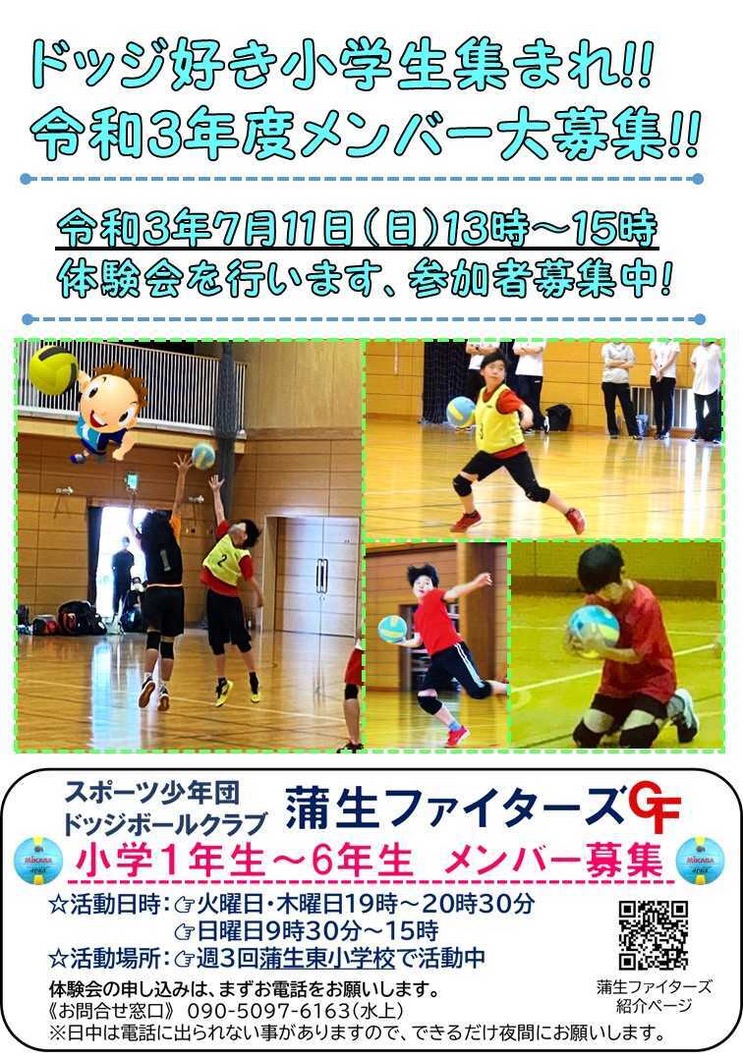 ドッジ好き小学生集まれ!!
令和3年度メンバー大募集!!
令和3年7月11日(日)13時～15時
体験会を行います、参加者募集中!
1
2
3
スポーツ少年団
ドッジボールクラブ
蒲生ファイターズGF
小学1年生～6年生 メンバー募集
MIKASA
MIKASA
☆活動日時：☞火曜日・木曜日19時～20時30分
☞日曜日9時30分～15時
☆活動場所：☞週3回蒲生東小学校で活動中
蒲生ファイターズ
紹介ページ
体験会の申し込みは、まずお電話をお願いします。
《お問合せ窓口》 090-5097-6163(水上)
※日中は電話に出られない事がありますので、できるだけ夜間にお願いします。